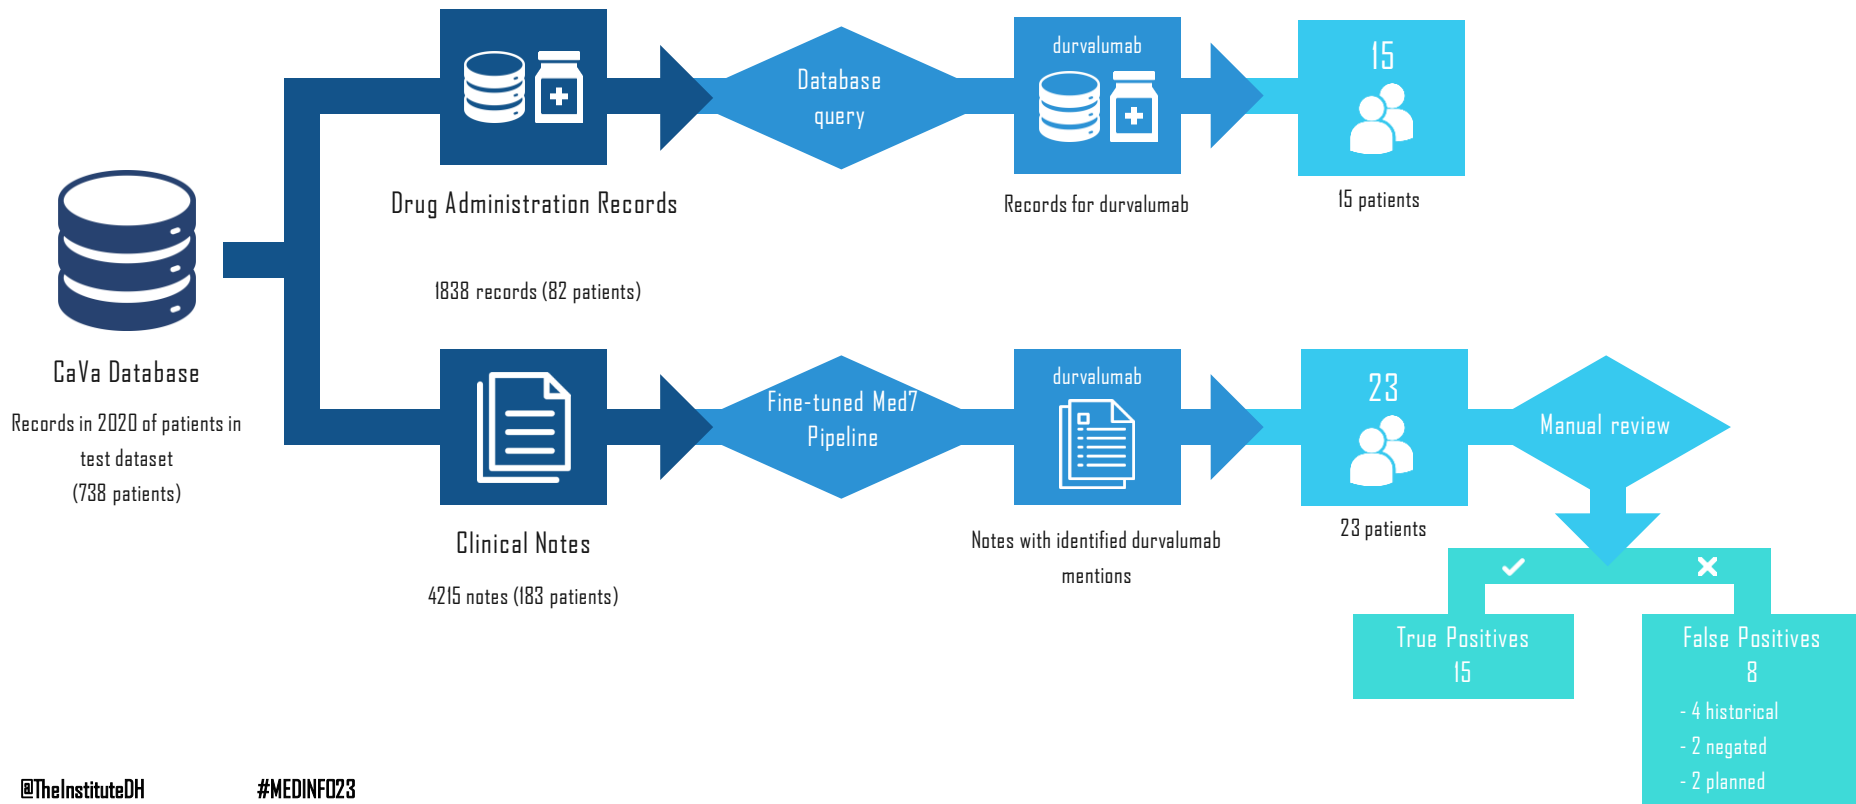 CaVa Database
Records in 2020 of patients in
test dataset
(738 patients)
Drug Administration Records
1838 records (82 patients)
Database
query
durvalumab
Records for durvalumab
15
15 patients
Clinical Notes
4215 notes (183 patients)
Fine-tuned Med7
Pipeline
durvalumab
Notes with identified durvalumab
mentions
23
23 patients
Manual review
True Positives
15
False Positives
8
- 4 historical
- 2 negated
- 2 planned
@TheInstituteDH
#MEDINFO23